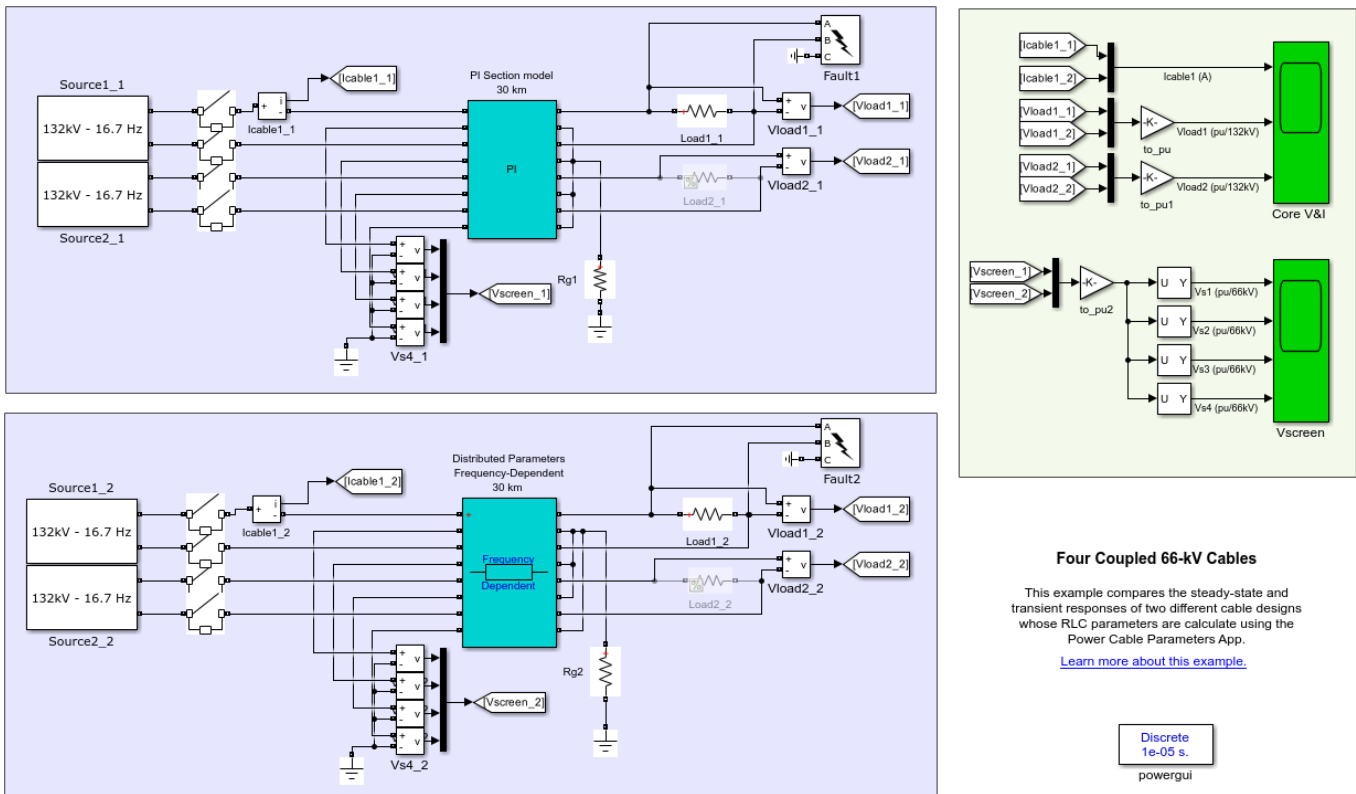 Source1_1
132kV - 16.7 Hz
132kV - 16.7 Hz
Source2_1
[Icable1_1]
+
i
-
Icable1_1
PI Section model
30 km
PI
A
B
C
Fault1
Load1_1
+
-
v
Vload1_1
[Vload1_1]
Load2_1
+
-
v
Vload2_1
[Vload2_1]
Rg1
+
-
v
+
-
v
+
-
v
+
-
v
Vs4_1
[Vscreen_1]
Source1_2
132kV - 16.7 Hz
132kV - 16.7 Hz
Source2_2
[Icable1_2]
+
i
-
Icable1_2
Distributed Parameters
Frequency-Dependent
30 km
+
Frequency
Dependent
A
B
C
Fault2
Load1_2
+
-
v
Vload1_2
[Vload1_2]
Load2_2
+
-
v
Vload2_2
[Vload2_2]
Rg2
+
-
v
+
-
v
+
-
v
+
-
v
Vs4_2
[Vscreen_2]
[Icable1_1]
[Icable1_2]
Icable1 (A)
[Vload1_1]
[Vload1_2]
-K-
to_pu
Vload1 (pu/132kV)
[Vload2_1]
[Vload2_2]
-K-
to_pu1
Vload2 (pu/132kV)
Core V&I
[Vscreen_1]
[Vscreen_2]
-K-
to_pu2
U Y
Vs1 (pu/66kV)
U Y
Vs2 (pu/66kV)
U Y
Vs3 (pu/66kV)
U Y
Vs4 (pu/66kV)
Vscreen
Four Coupled 66-kV Cables
This example compares the steady-state and
transient responses of two different cable designs
whose RLC parameters are calculate using the
Power Cable Parameters App.
Learn more about this example.
Discrete
1e-05 s.
powergui